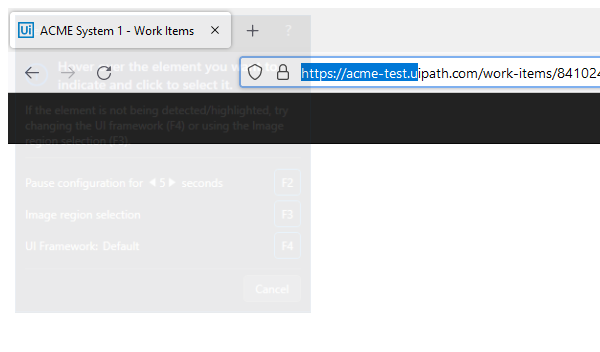 Ui ACME System 1 - Work Items × + ?
Hover over the element you want to
https://acme-test.uipath.com/work-items/841024
indicate and click to select it.
If the element is not being detected/highlighted, try
changing the UI framework (F4) or using the Image
region selection (F3).
Pause configuration for 5 seconds F2
Image region selection F3
UI Framework: Default F4
Cancel